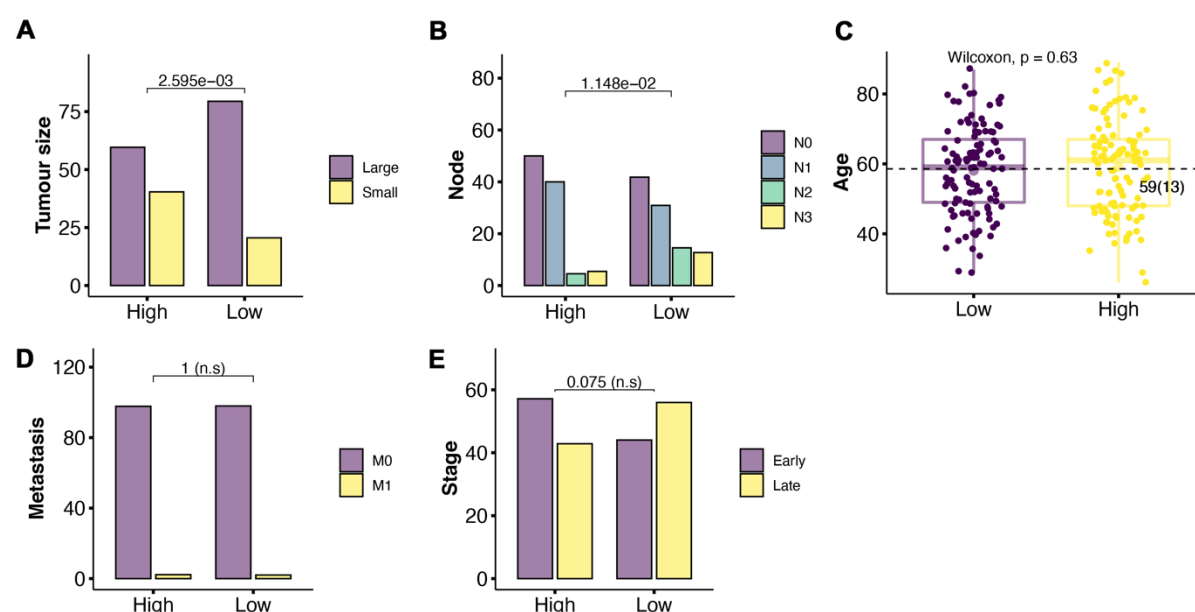 A
2.595e−03
75
50
25
0
Tumour size
High
Low
Large
Small
B
1.148e−02
80
60
40
20
0
Node
High
Low
N0
N1
N2
N3
C
Wilcoxon, p = 0.63
80
60
40
Age
59(13)
Low
High
D
1 (n.s)
120
80
40
0
Metastasis
High
Low
M0
M1
E
0.075 (n.s)
60
40
20
0
Stage
High
Low
Early
Late